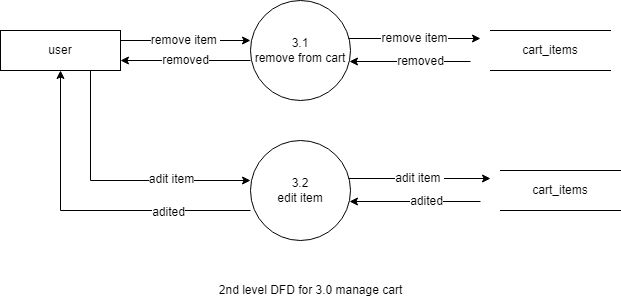 user
remove item
removed
3.1
remove from cart
remove item
removed
cart_items
adit item
adited
3.2
edit item
adit item
adited
cart_items
2nd level DFD for 3.0 manage cart